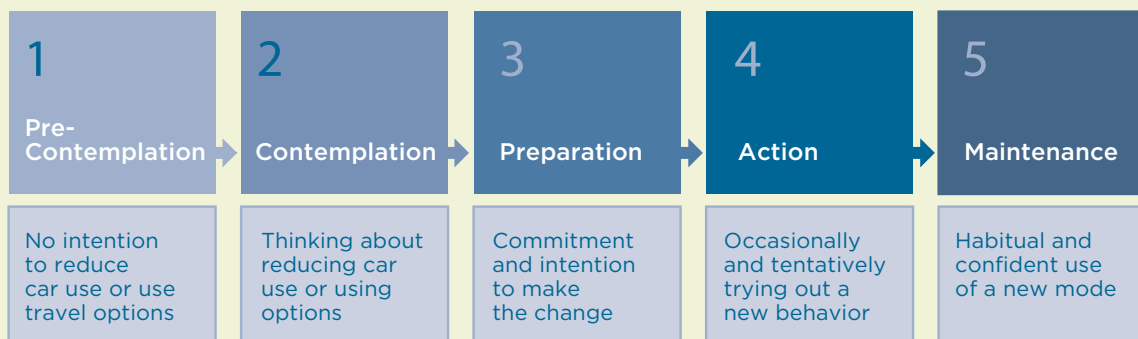 1
Pre-
Contemplation
2
Contemplation
3
Preparation
4
Action
5
Maintenance
No intention
to reduce
car use or use
travel options
Thinking about
reducing car
use or using
options
Commitment
and intention
to make
the change
Occasionally
and tentatively
trying out a
new behavior
Habitual and
confident use
of a new mode